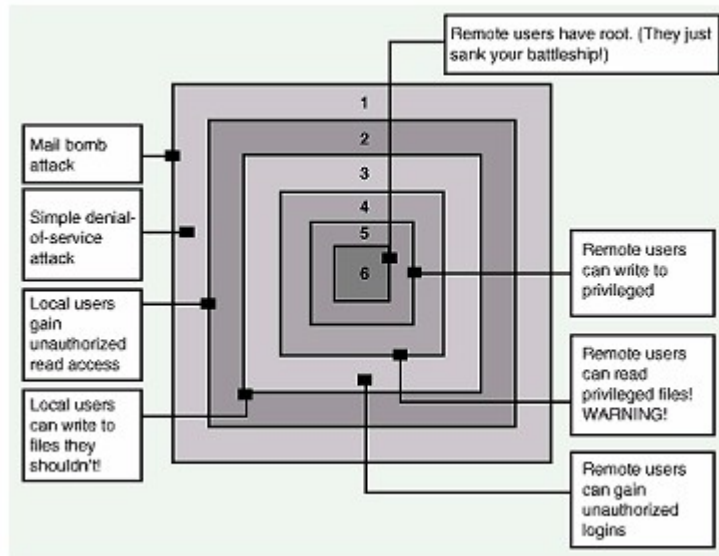 Remote users have root. (They just
sank your battleship!)
1
2
3
4
5
6
Mail bomb
attack
Simple denial-
of-service
attack
Local users
gain
unauthorized
read access
Local users
can write to
files they
shouldn't!
Remote users
can write to
privileged
Remote users
can read
privileged files!
WARNING!
Remote users
can gain
unauthorized
logins